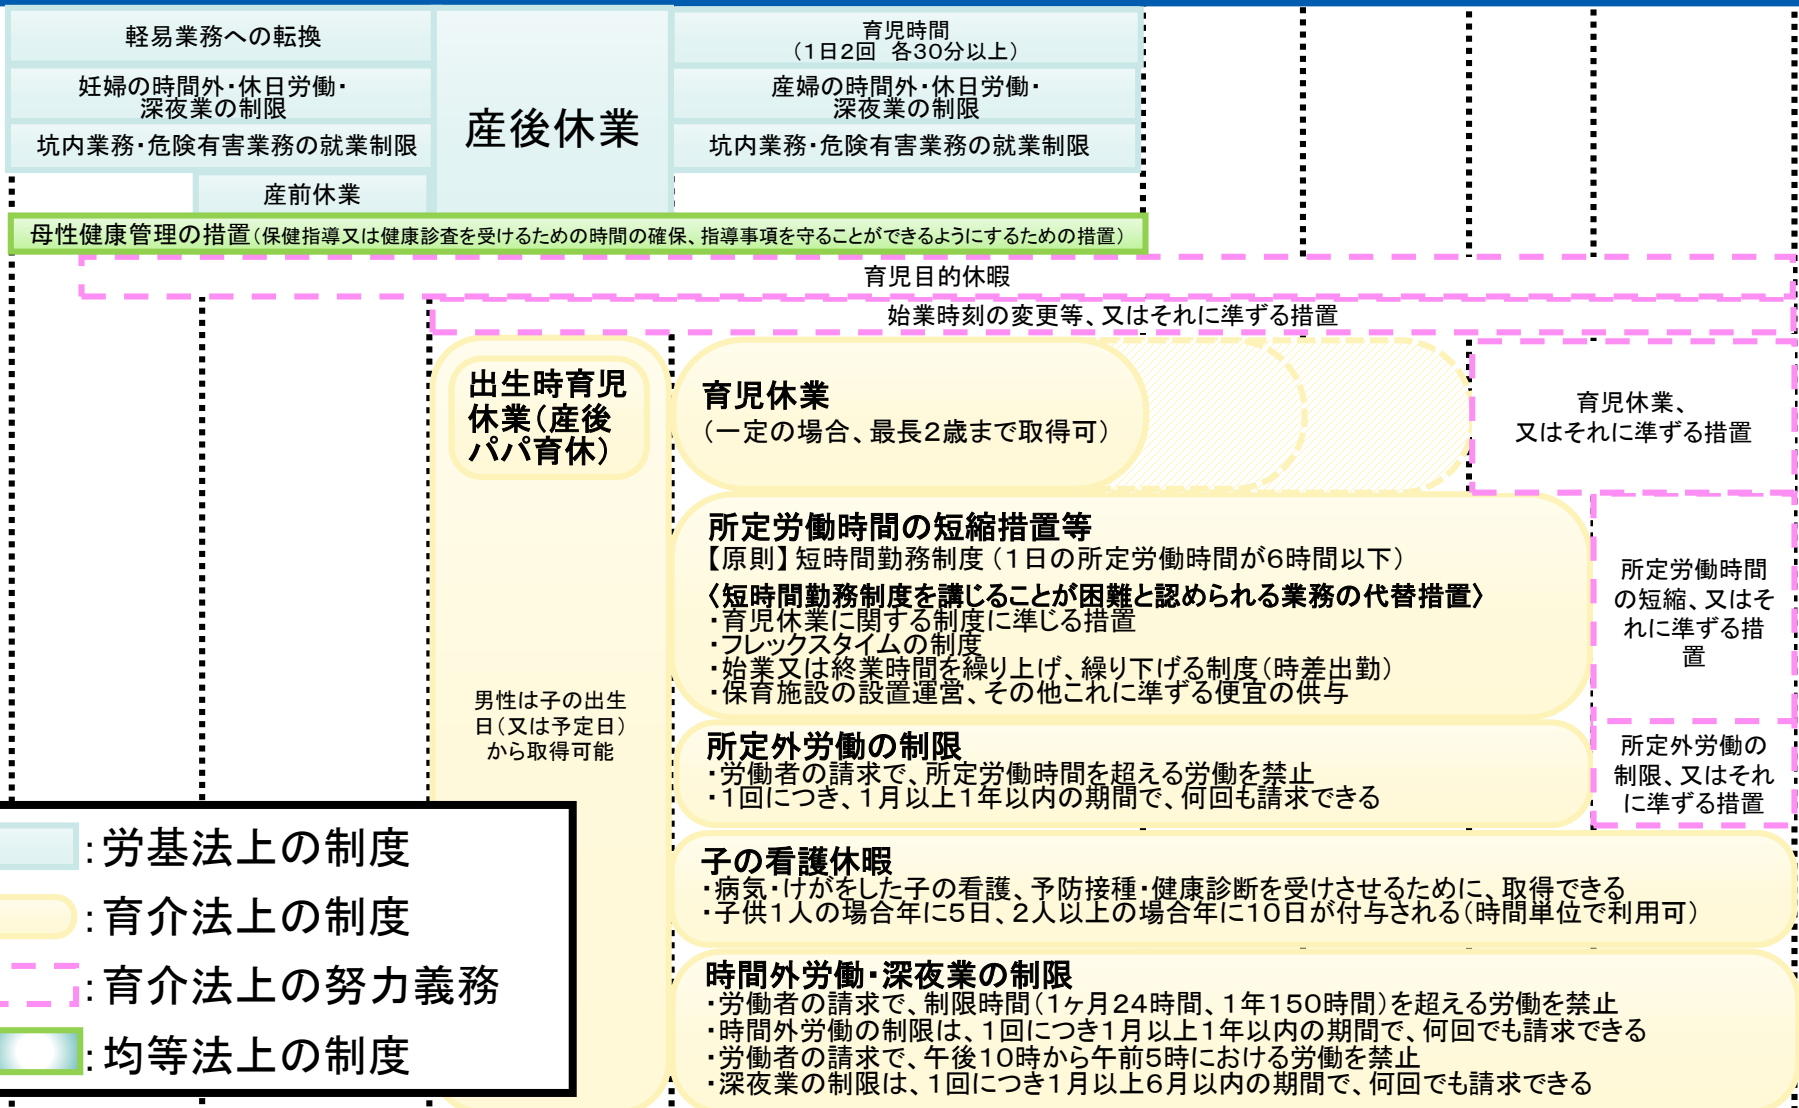 軽易業務への転換
妊婦の時間外・休日労働・
深夜業の制限
坑内業務・危険有害業務の就業制限
産前休業
産後休業
育児時間
(1日2回 各30分以上)
産婦の時間外・休日労働・
深夜業の制限
坑内業務・危険有害業務の就業制限
母性健康管理の措置(保健指導又は健康診査を受けるための時間の確保、指導事項を守ることができるようにするための措置)
育児目的休暇
始業時刻の変更等、又はそれに準ずる措置
出生時育児
休業(産後
パパ育休)
男性は子の出生
日(又は予定日)
から取得可能
育児休業
(一定の場合、最長2歳まで取得可)
育児休業、
又はそれに準ずる措置
所定労働時間の短縮措置等
【原則】短時間勤務制度(1日の所定労働時間が6時間以下)
〈短時間勤務制度を講じることが困難と認められる業務の代替措置〉
・育児休業に関する制度に準じる措置
・フレックスタイムの制度
・始業又は終業時間を繰り上げ、繰り下げる制度(時差出勤)
・保育施設の設置運営、その他これに準ずる便宜の供与
所定労働時間
の短縮、又はそ
れに準ずる措
置
所定外労働の制限
・労働者の請求で、所定労働時間を超える労働を禁止
・1回につき、1月以上1年以内の期間で、何回も請求できる
所定外労働の
制限、又はそれ
に準ずる措置
子の看護休暇
・病気・けがをした子の看護、予防接種・健康診断を受けさせるために、取得できる
・子供1人の場合年に5日、2人以上の場合年に10日が付与される(時間単位で利用可)
時間外労働・深夜業の制限
・労働者の請求で、制限時間(1ヶ月24時間、1年150時間)を超える労働を禁止
・時間外労働の制限は、1回につき1月以上1年以内の期間で、何回でも請求できる
・労働者の請求で、午後10時から午前5時における労働を禁止
・深夜業の制限は、1回につき1月以上6月以内の期間で、何回でも請求できる
:労基法上の制度
:育介法上の制度
:育介法上の努力義務
:均等法上の制度